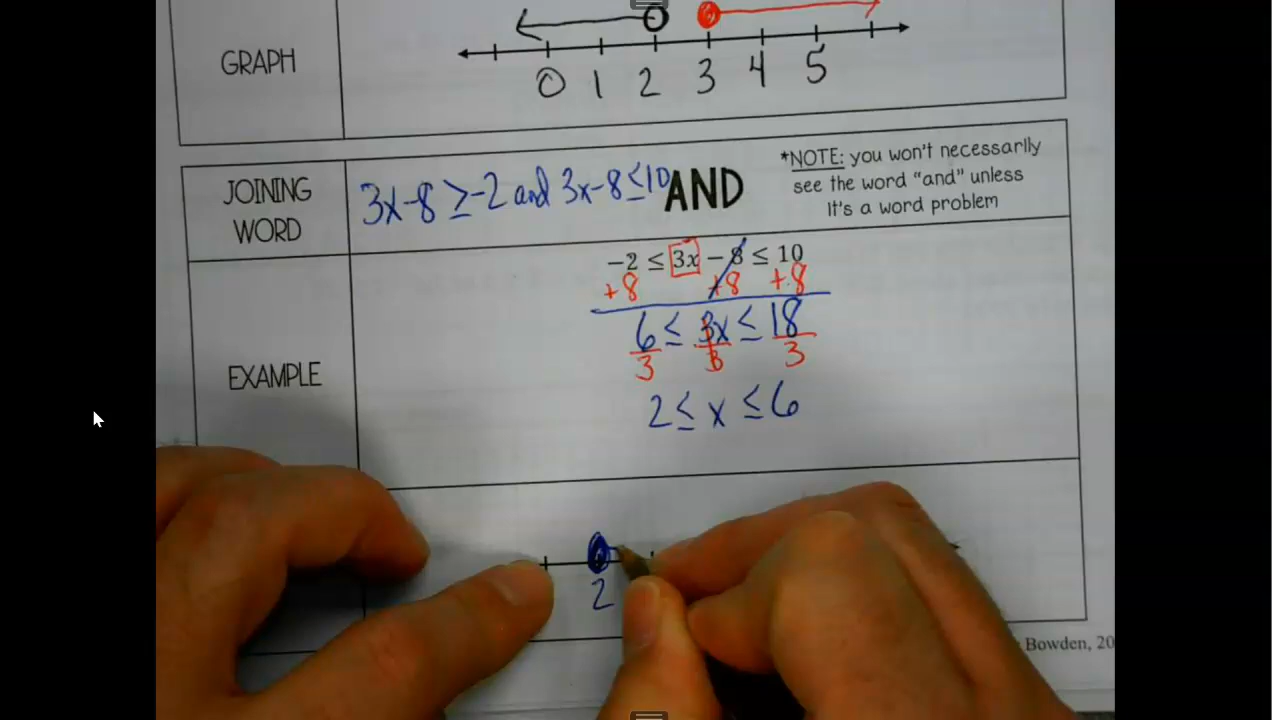 GRAPH
0 1 2 3 4 5
JOINING
WORD
3x-8 ≥ -2 and 3x-8 ≤ 10
AND
*NOTE: you won't necessarily
see the word "and" unless
it's a word problem
EXAMPLE
−2 ≤ 3x − 8 ≤ 10
+8 +8 +8
6 ≤ 3x ≤ 18
3 3 3
2 ≤ x ≤ 6
2
Bowden, 20